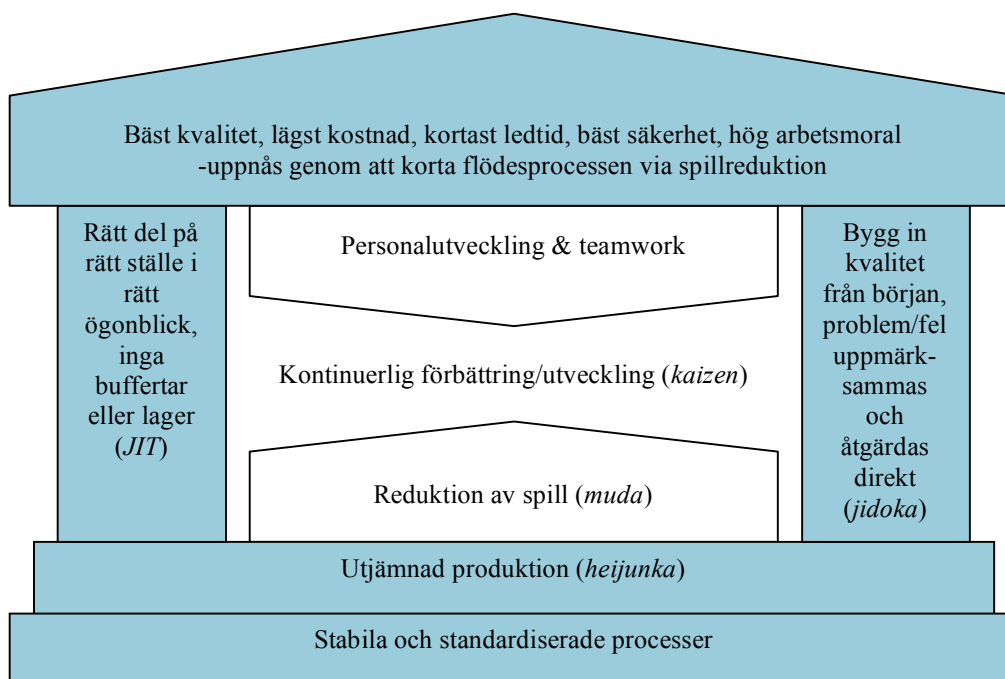 Bäst kvalitet, lägst kostnad, kortast ledtid, bäst säkerhet, hög arbetsmoral
-uppnås genom att korta flödesprocessen via spillreduktion
Rätt del på
rätt ställe i
rätt
ögonblick,
inga
buffertar
eller lager
(JIT)
Personalutveckling & teamwork
Kontinuerlig förbättring/utveckling (kaizen)
Reduktion av spill (muda)
Bygg in
kvalitet
från början,
problem/fel
uppmärk-
sammas
och
åtgärdas
direkt
(jidoka)
Utjämnad produktion (heijunka)
Stabila och standardiserade processer